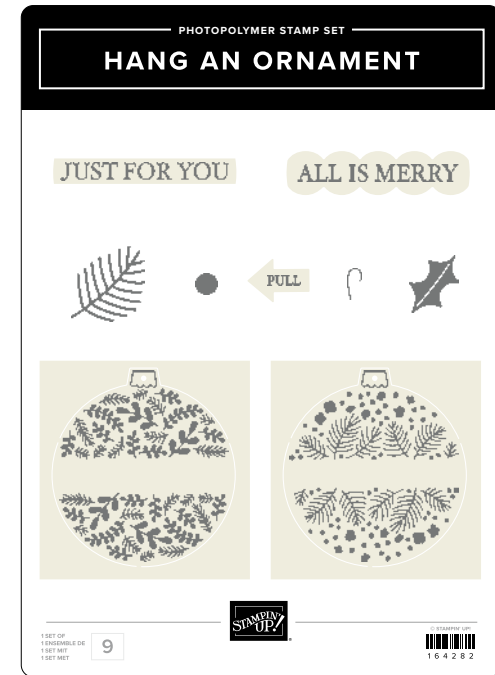 PHOTOPOLYMER STAMP SET
HANG AN ORNAMENT
JUST FOR YOU
ALL IS MERRY
PULL
STAMPIN' UP!
1 SET OF
1 ENSEMBLE DE
1 SET MIT
1 SET MET
9
© STAMPIN' UP!
164282